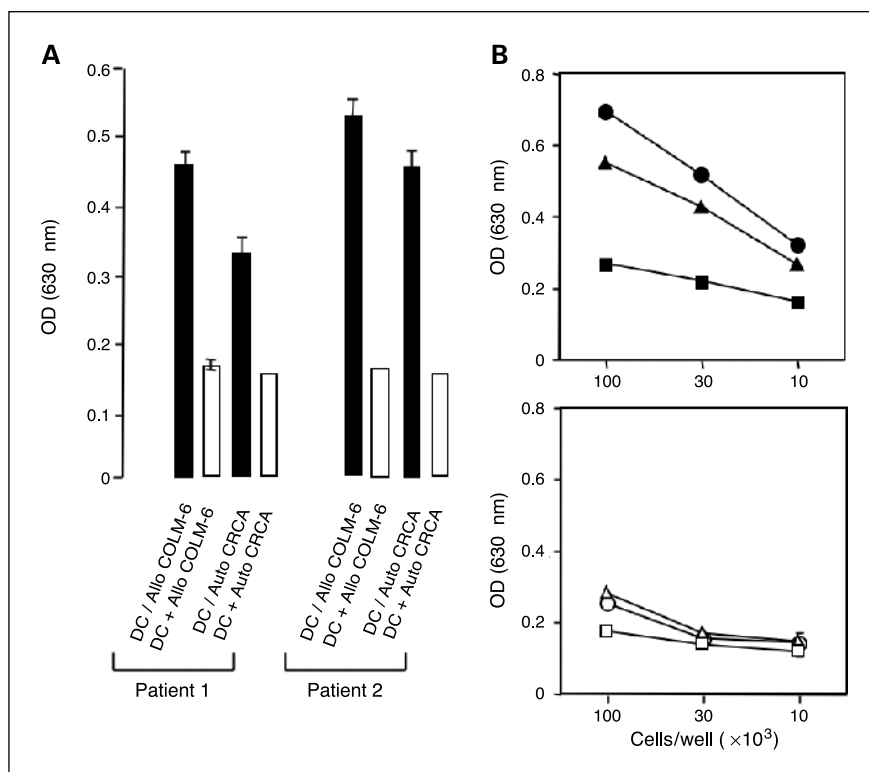 A
OD (630 nm)
0.6
0.5
0.4
0.3
0.2
0.1
0
DC / Allo COLM-6
DC + Allo COLM-6
DC / Auto CRCA
DC + Auto CRCA
DC / Allo COLM-6
DC + Allo COLM-6
DC / Auto CRCA
DC + Auto CRCA
Patient 1
Patient 2
B
OD (630 nm)
0.8
0.6
0.4
0.2
0
100
30
10
OD (630 nm)
0.8
0.6
0.4
0.2
0
100
30
10
Cells/well ( ×10³)